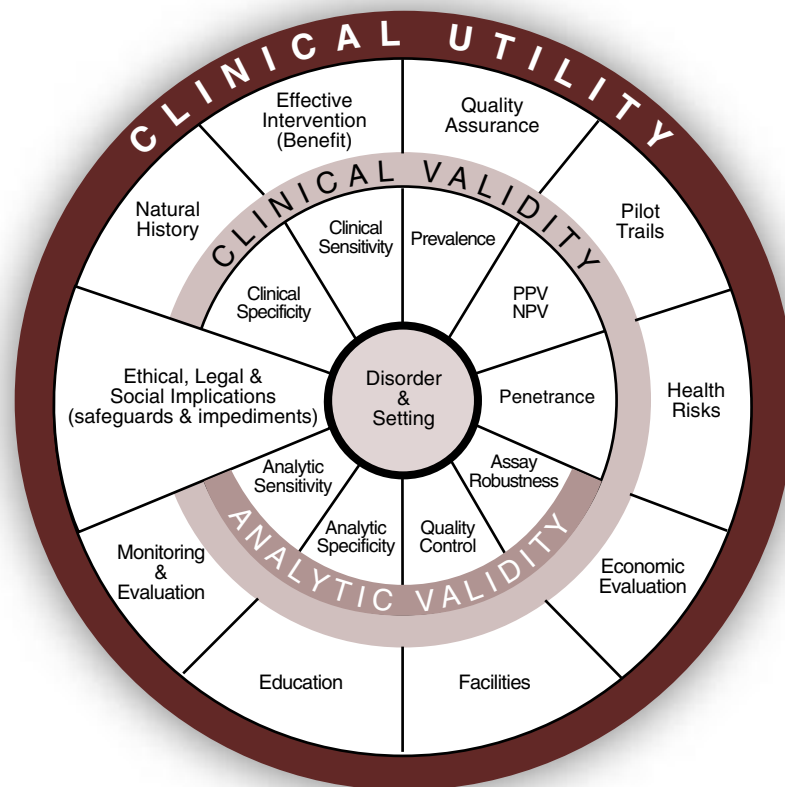 CLINICAL UTILITY
Effective
Intervention
(Benefit)
Quality
Assurance
Natural
History
Pilot
Trails
CLINICAL VALIDITY
Clinical
Sensitivity
Prevalence
Clinical
Specificity
PPV
NPV
Ethical, Legal &
Social Implications
(safeguards & impediments)
Disorder
&
Setting
Penetrance
Health
Risks
Analytic
Sensitivity
Assay
Robustness
Analytic
Specificity
Quality
Control
ANALYTIC VALIDITY
Monitoring
&
Evaluation
Economic
Evaluation
Education
Facilities